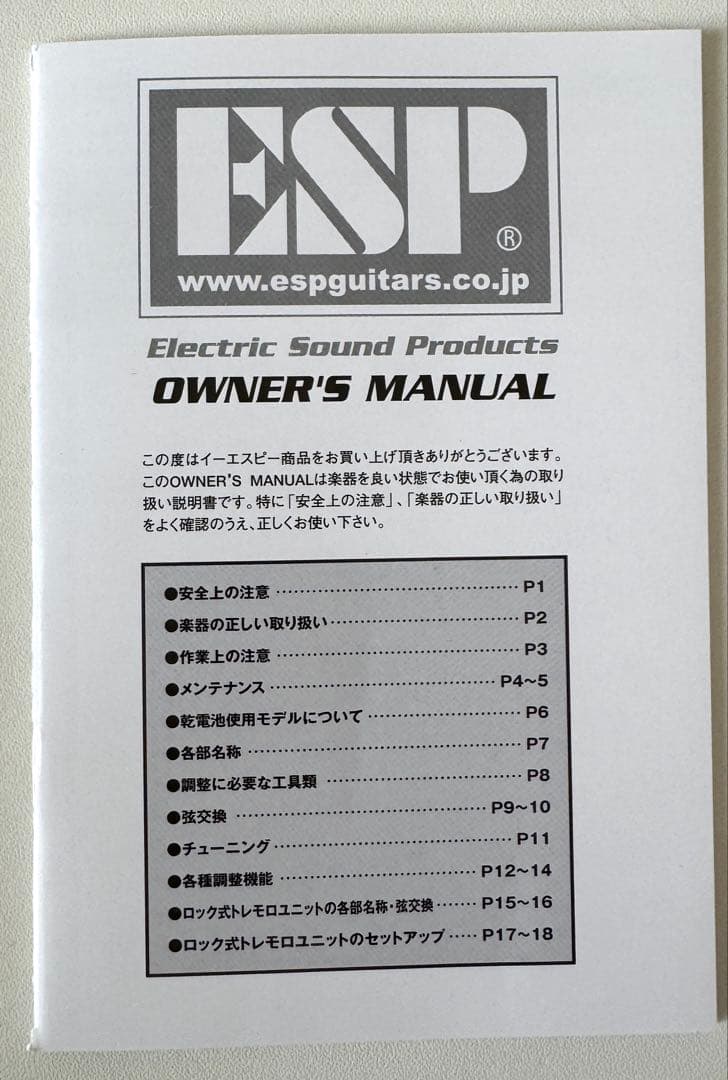 ESP®
www.espguitars.co.jp
Electric Sound Products
OWNER'S MANUAL
この度はイーエスピー商品をお買い上げ頂きありがとうございます。
このOWNER'S MANUALは楽器を良い状態でお使い頂く為の取り
扱い説明書です。特に「安全上の注意」、「楽器の正しい取り扱い」
をよく確認のうえ、正しくお使い下さい。
●安全上の注意 ‥‥‥‥‥‥‥‥‥‥‥‥‥‥ P1
●楽器の正しい取り扱い ‥‥‥‥‥‥‥‥‥‥‥ P2
●作業上の注意 ‥‥‥‥‥‥‥‥‥‥‥‥‥‥ P3
●メンテナンス ‥‥‥‥‥‥‥‥‥‥‥‥‥ P4〜5
●乾電池使用モデルについて ‥‥‥‥‥‥‥‥‥ P6
●各部名称 ‥‥‥‥‥‥‥‥‥‥‥‥‥‥‥‥ P7
●調整に必要な工具類 ‥‥‥‥‥‥‥‥‥‥‥ P8
●弦交換 ‥‥‥‥‥‥‥‥‥‥‥‥‥‥‥ P9〜10
●チューニング ‥‥‥‥‥‥‥‥‥‥‥‥‥‥ P11
●各種調整機能 ‥‥‥‥‥‥‥‥‥‥‥‥ P12〜14
●ロック式トレモロユニットの各部名称・弦交換 ‥‥‥ P15〜16
●ロック式トレモロユニットのセットアップ ‥‥ P17〜18